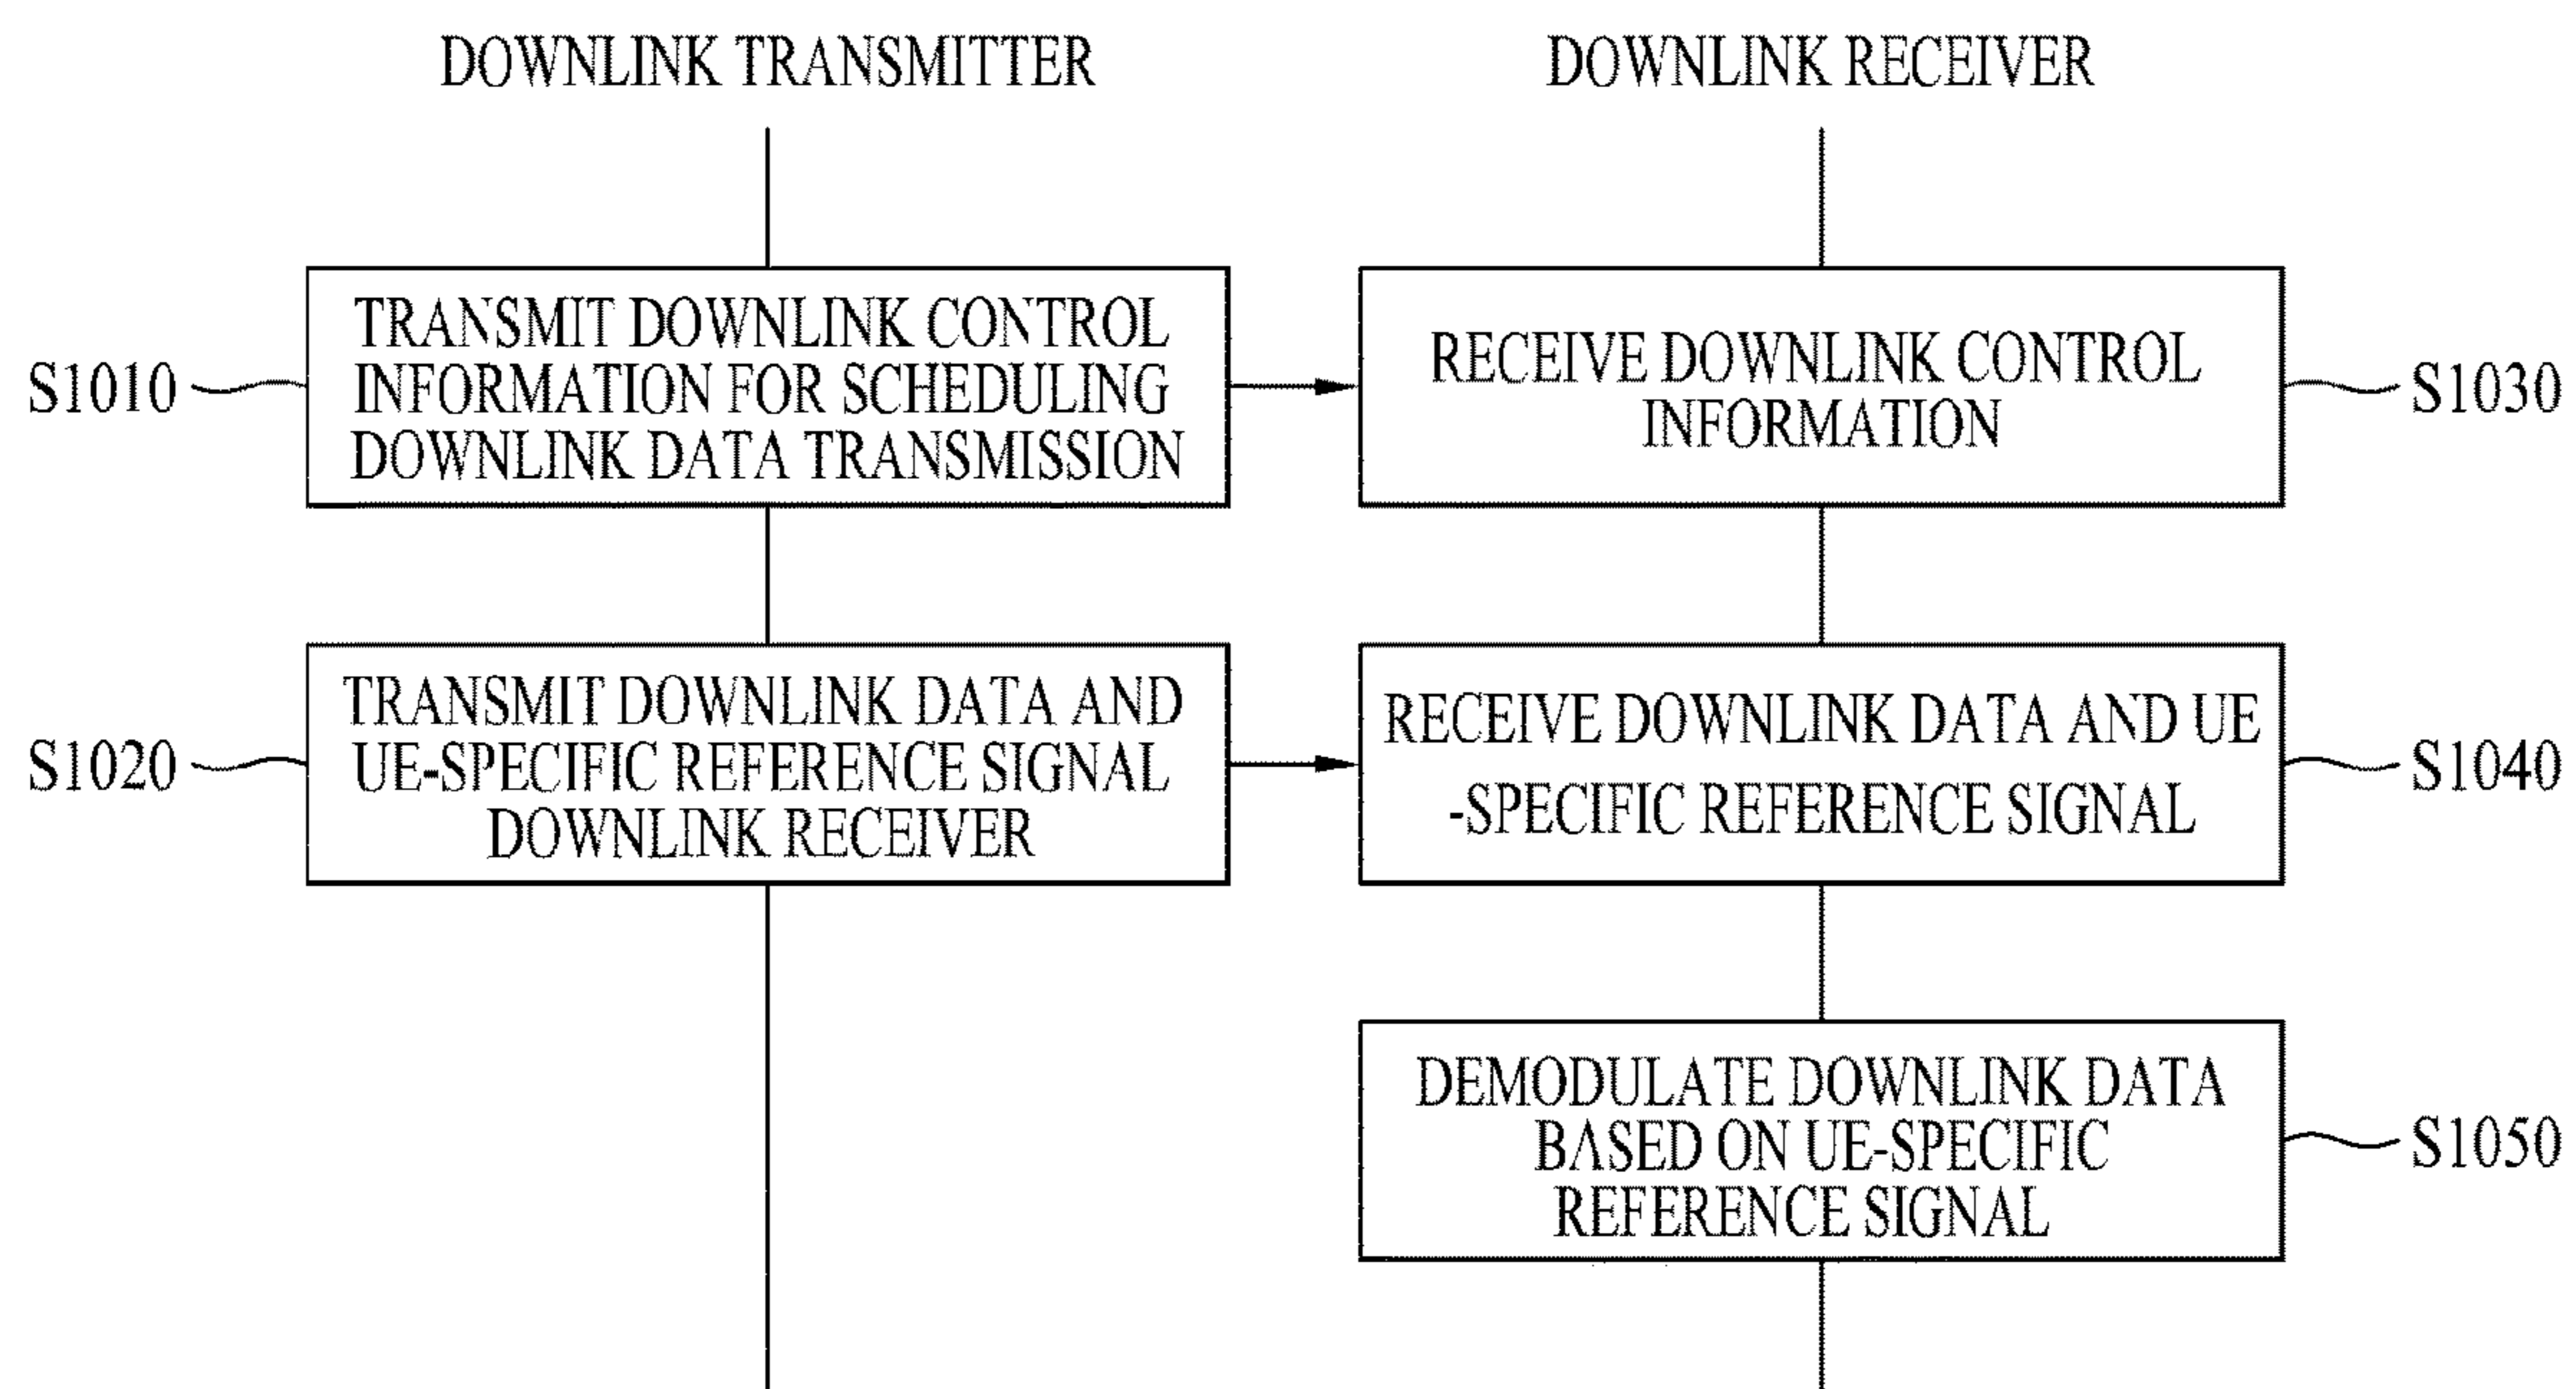 DOWNLINK TRANSMITTER
DOWNLINK RECEIVER
S1010
TRANSMIT DOWNLINK CONTROL
INFORMATION FOR SCHEDULING
DOWNLINK DATA TRANSMISSION
RECEIVE DOWNLINK CONTROL
INFORMATION
S1030
S1020
TRANSMIT DOWNLINK DATA AND
UE-SPECIFIC REFERENCE SIGNAL
DOWNLINK RECEIVER
RECEIVE DOWNLINK DATA AND UE
-SPECIFIC REFERENCE SIGNAL
S1040
DEMODULATE DOWNLINK DATA
BASED ON UE-SPECIFIC
REFERENCE SIGNAL
S1050